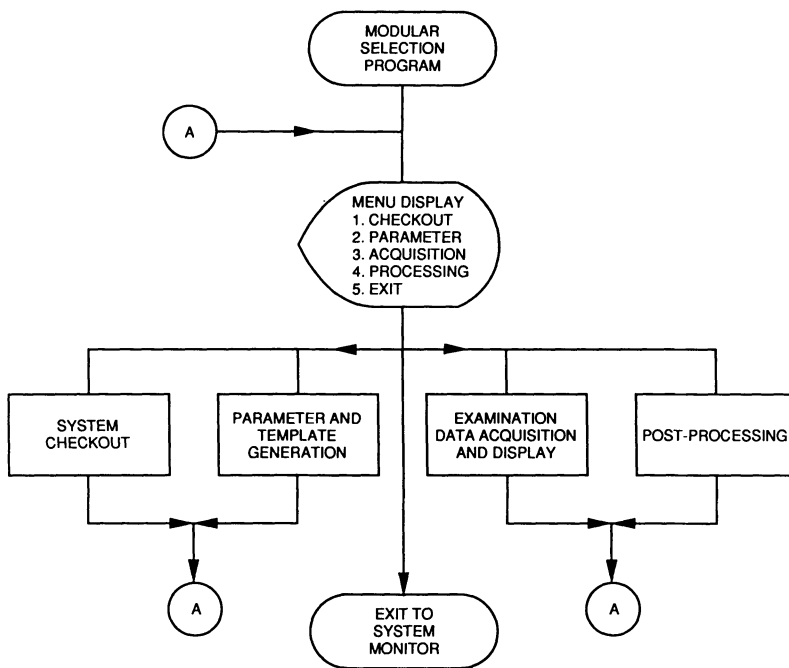 MODULAR
SELECTION
PROGRAM
A
MENU DISPLAY
1. CHECKOUT
2. PARAMETER
3. ACQUISITION
4. PROCESSING
5. EXIT
SYSTEM
CHECKOUT
PARAMETER AND
TEMPLATE
GENERATION
EXAMINATION
DATA ACQUISITION
AND DISPLAY
POST-PROCESSING
A
A
EXIT TO
SYSTEM
MONITOR